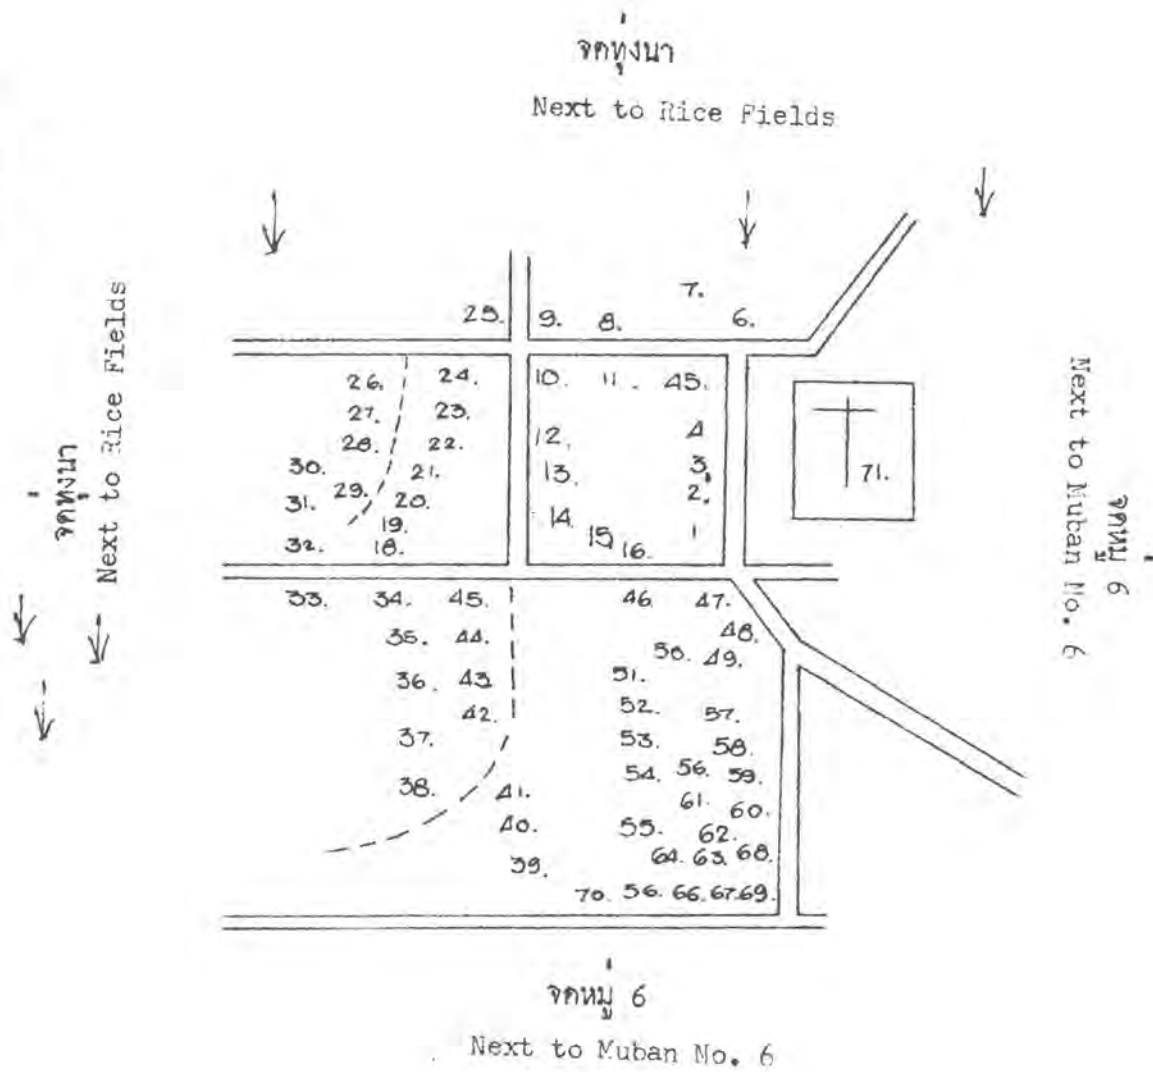 จดทุ่งนา
Next to Rice Fields
7.
25. 9. 8. 6.
26. 24. 10. 11. 45.
27. 23.
28. 22. 12. 4
30. 21. 13. 3. 71.
31. 29. 20. 2.
19. 14. 1
32. 18. 15 16.
33. 34. 45. 46. 47.
35. 44. 48.
50. 49.
36. 43 51.
42. 52. 57.
37. 53. 58.
54. 56. 59.
38. 41. 61. 60.
40. 55. 62.
39. 64. 63. 68.
70. 56. 66. 67. 69.
จดทุ่งนา
Next to Rice Fields
จดหมู่ 6
Next to Muban No. 6
จดหมู่ 6
Next to Muban No. 6